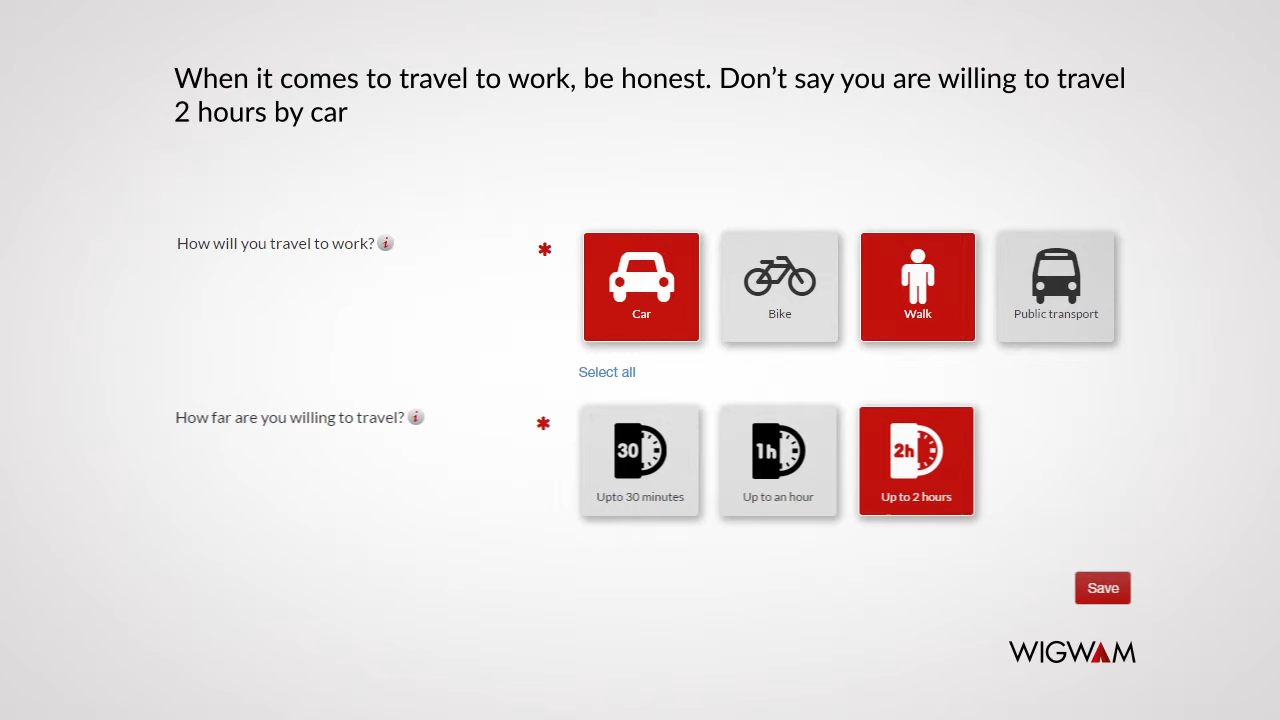 When it comes to travel to work, be honest. Don't say you are willing to travel
2 hours by car
How will you travel to work? i
*
Car
Bike
Walk
Public transport
Select all
How far are you willing to travel? i
*
30
1h
2h
Upto 30 minutes
Up to an hour
Up to 2 hours
Save
WIGWAM